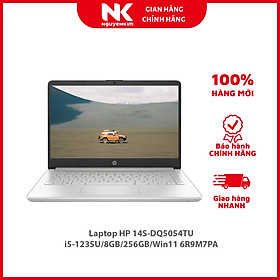 NK
NGUYENKIM
GIAN HÀNG
CHÍNH HÃNG
100%
HÀNG MỚI
Bảo hành
CHÍNH HÃNG
Giao hàng
NHANH
hp
Laptop HP 14S-DQ5054TU
i5-1235U/8GB/256GB/Win11 6R9M7PA